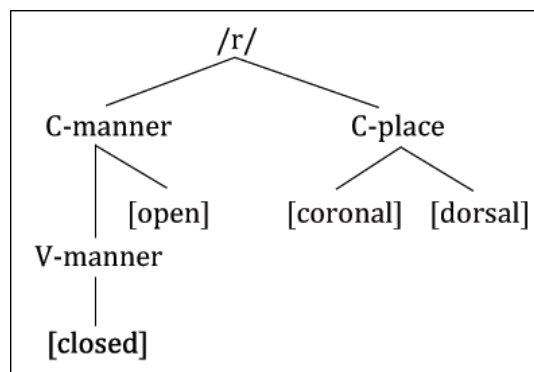 /r/
C-manner C-place
[open] [coronal] [dorsal]
V-manner
[closed]